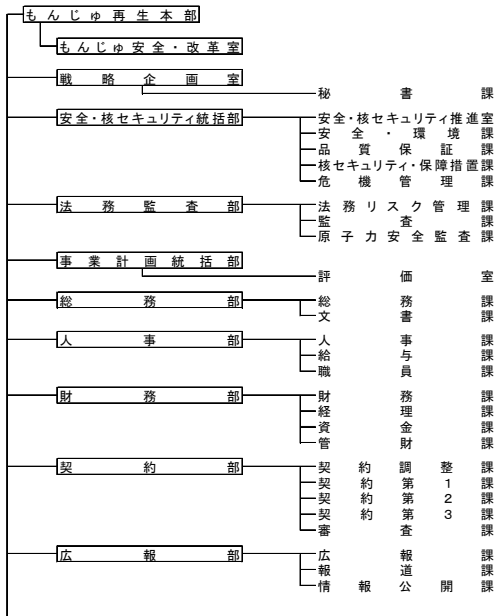 もんじゅ再生本部
もんじゅ安全・改革室
戦略企画室
秘書課
安全・核セキュリティ統括部
安全・核セキュリティ推進室
安全・環境課
品質保証課
核セキュリティ・保障措置課
危機管理課
法務監査部
法務リスク管理課
監査課
原子力安全監査課
事業計画統括部
評価室
総務部
総務課
文書課
人事部
人事課
給与課
職員課
財務部
財務課
経理課
資金課
管財課
契約部
契約調整課
契約第1課
契約第2課
契約第3課
審査課
広報部
広報課
報道課
情報公開課